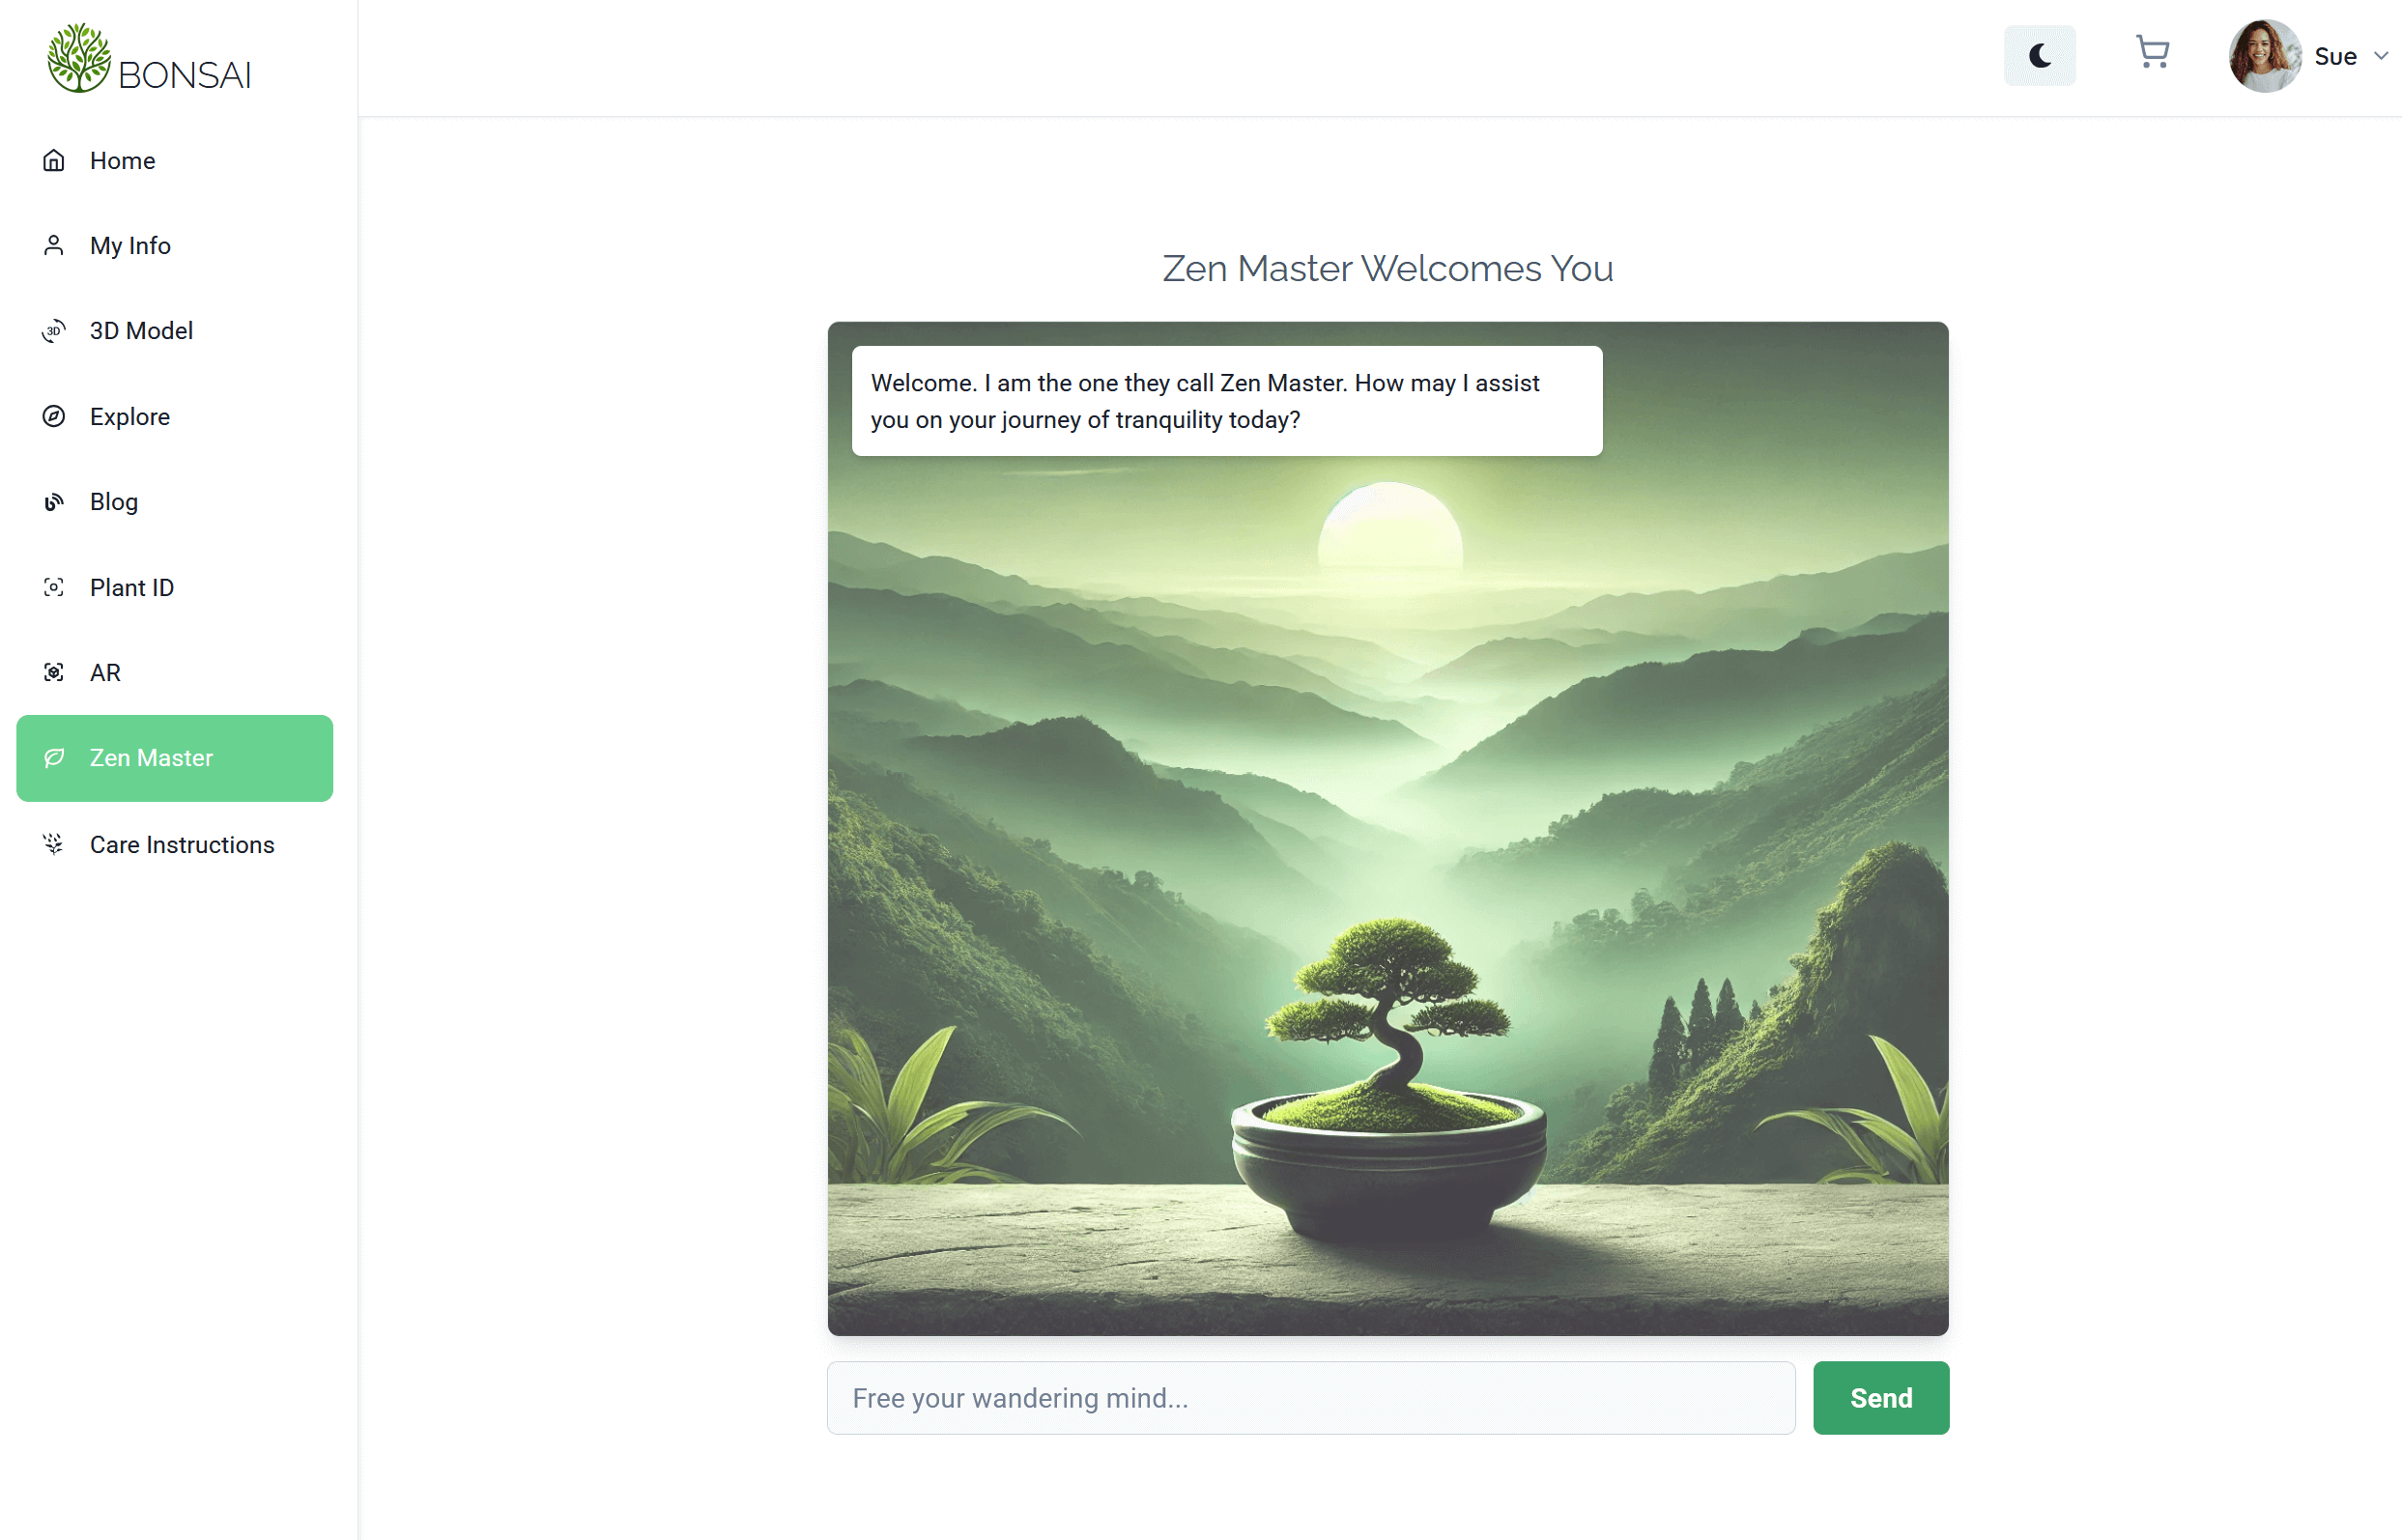 BONSAI
Sue
Home
My Info
3D
3D Model
Explore
Blog
Plant ID
AR
Zen Master
Care Instructions
Zen Master Welcomes You
Welcome. I am the one they call Zen Master. How may I assist
you on your journey of tranquility today?
Free your wandering mind...
Send